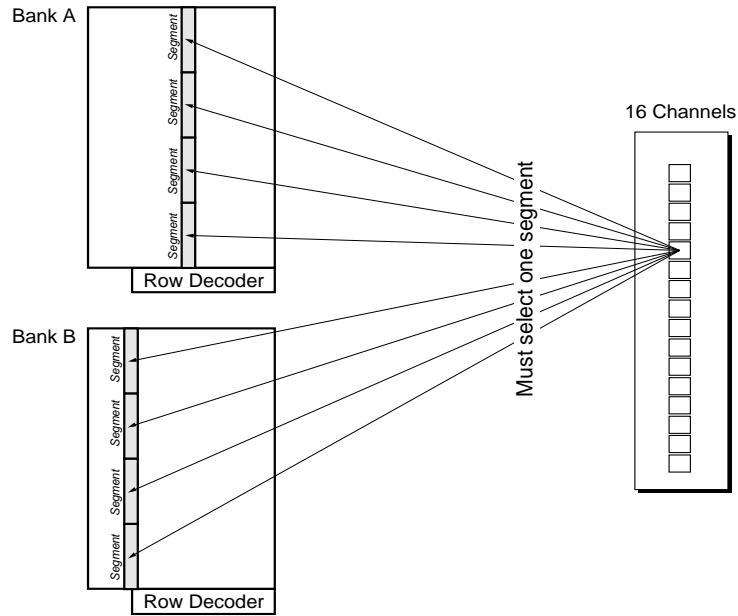 Bank A
Segment
Segment
Segment
Segment
Row Decoder
Bank B
Segment
Segment
Segment
Segment
Row Decoder
Must select one segment
16 Channels